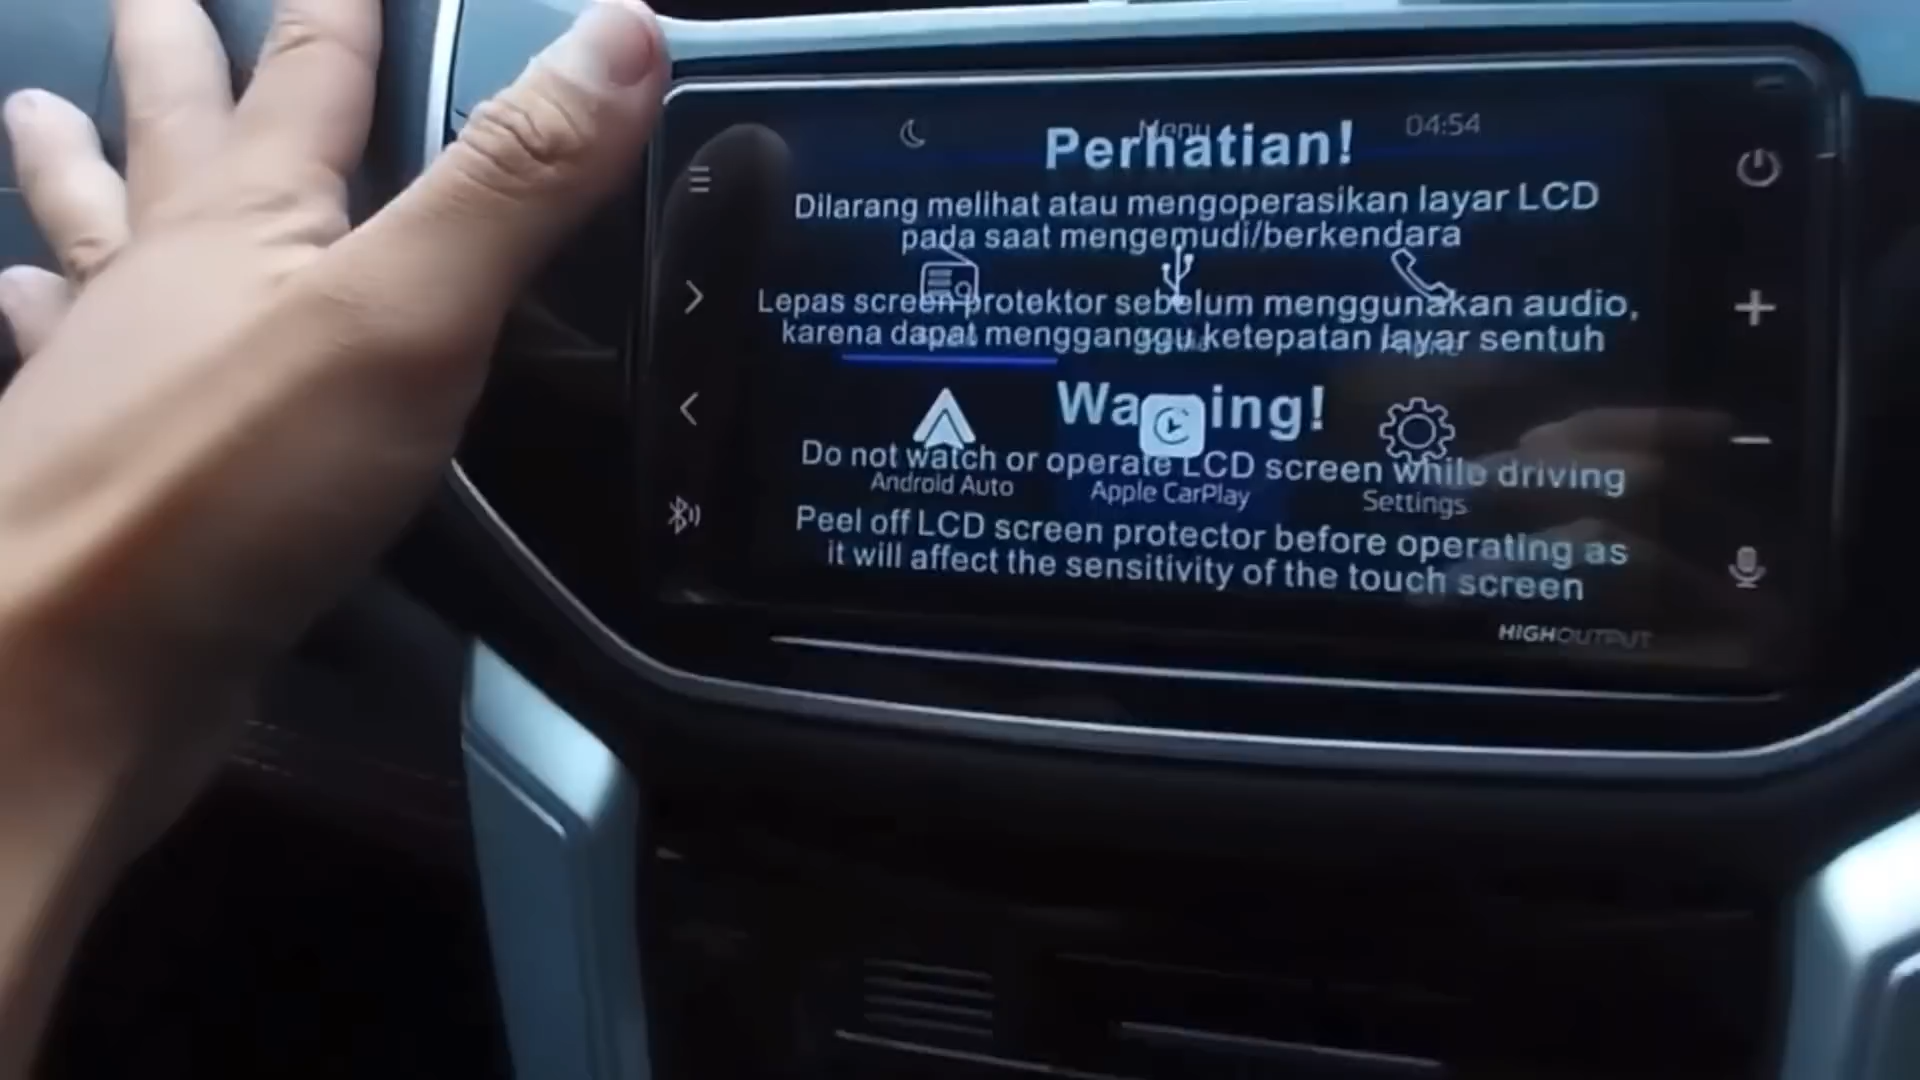 Menu
04:54
Perhatian!
Dilarang melihat atau mengoperasikan layar LCD
pada saat mengemudi/berkendara
Lepas screen protektor sebelum menggunakan audio,
karena dapat mengganggu ketepatan layar sentuh
Warning!
Do not watch or operate LCD screen while driving
Android Auto
Apple CarPlay
Settings
Peel off LCD screen protector before operating as
it will affect the sensitivity of the touch screen
HIGHOUTPUT